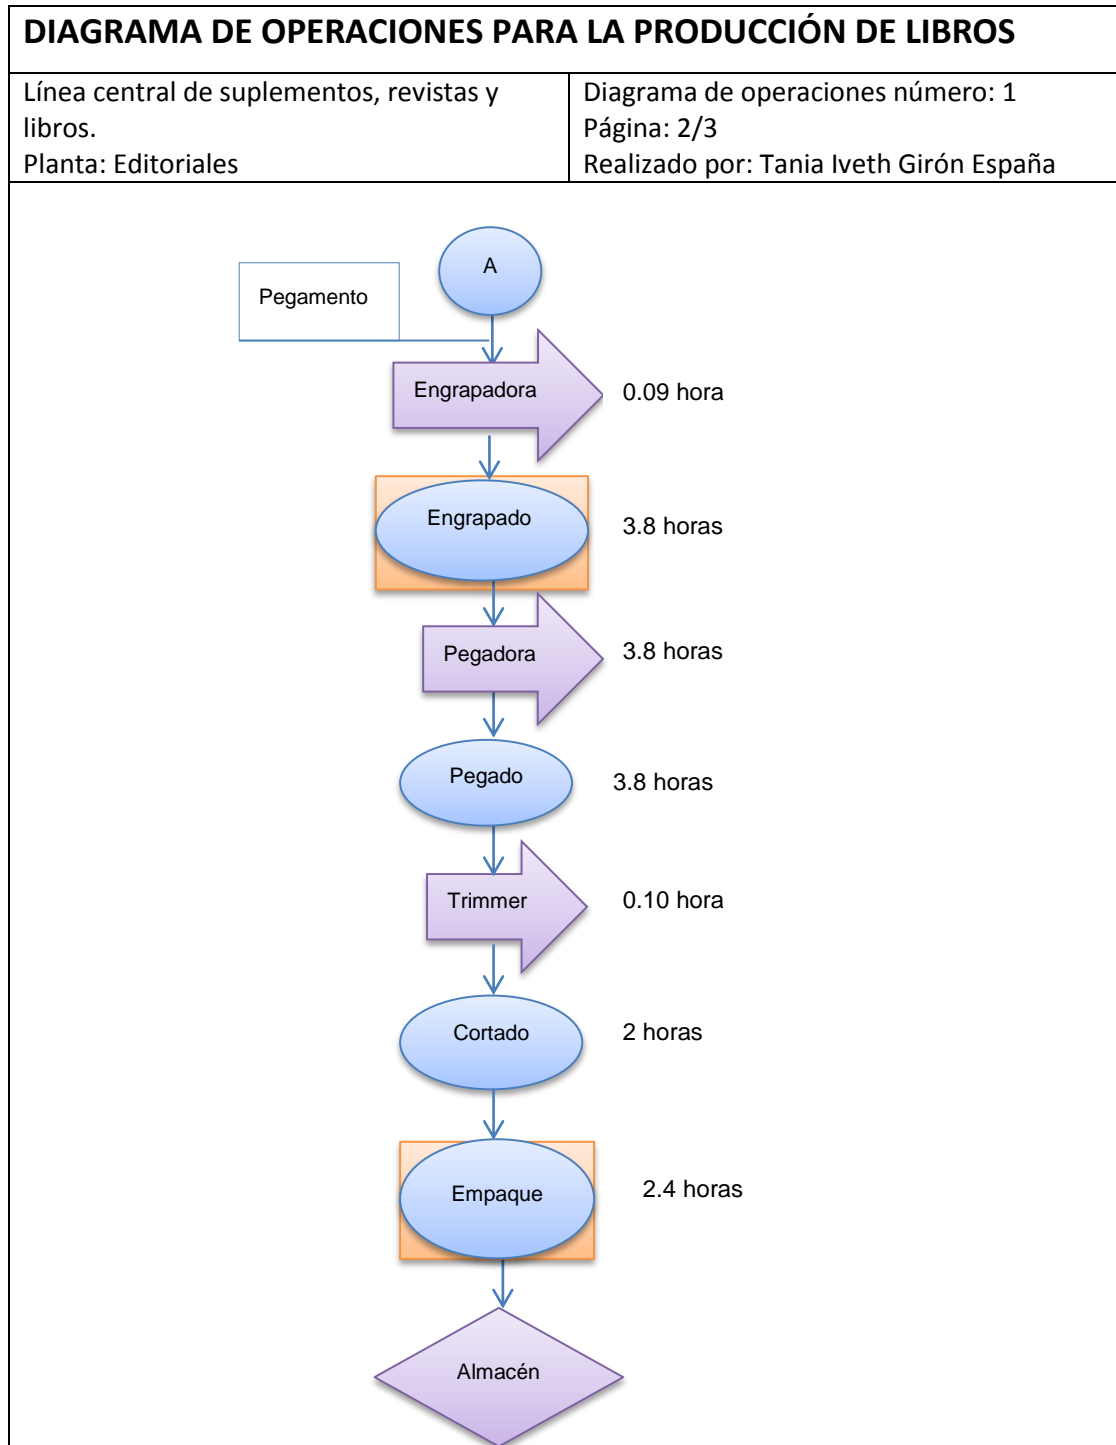 DIAGRAMA DE OPERACIONES PARA LA PRODUCCIÓN DE LIBROS
Línea central de suplementos, revistas y
libros.
Planta: Editoriales
Diagrama de operaciones número: 1
Página: 2/3
Realizado por: Tania Iveth Girón España
A
Pegamento
Engrapadora
0.09 hora
Engrapado
3.8 horas
Pegadora
3.8 horas
Pegado
3.8 horas
Trimmer
0.10 hora
Cortado
2 horas
Empaque
2.4 horas
Almacén